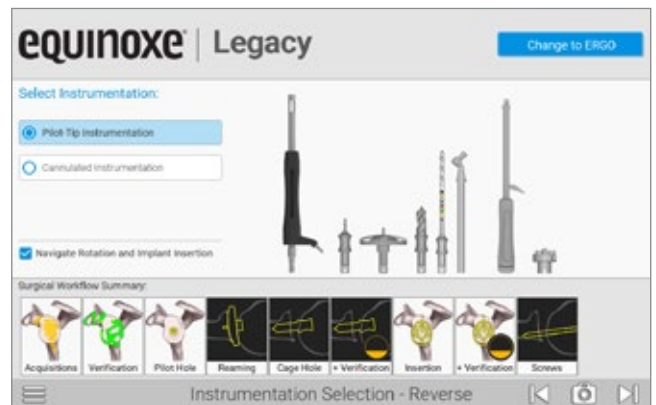 equinoxe | Legacy
Change to ERGO
Select Instrumentation:
Pilot Tip Instrumentation
Cannulated Instrumentation
Navigate Rotation and Implant Insertion
Surgical Workflow Summary:
Acquisitions
Verification
Pilot Hole
Reaming
Cage Hole
+ Verification
Insertion
+ Verification
Screws
Instrumentation Selection - Reverse